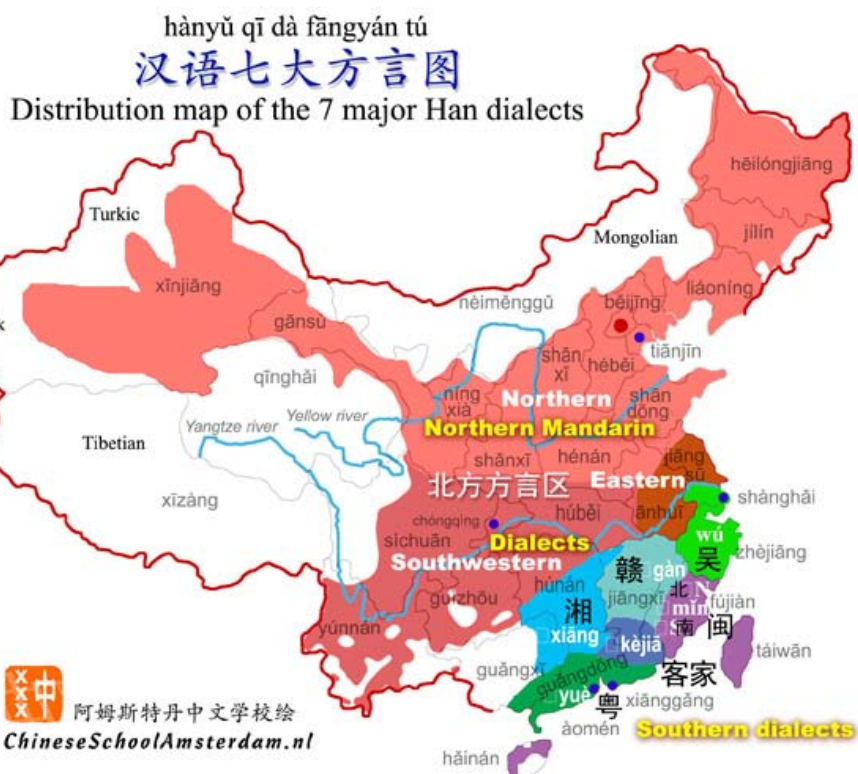 hànyǔ qī dà fāngyán tú
汉语七大方言图
Distribution map of the 7 major Han dialects
hēilóngjiāng
Turkic
Mongolian
jílín
xīnjiāng
liáoníng
nèiměnggǔ
běijīng
gānsù
k
tiānjīn
shān
xī
héběi
qīnghǎi
níng
xià
Northern
shān
dōng
Yangtze river
Yellow river
Northern Mandarin
Tibetian
shǎnxī
hénán
jiāng
sū
北方方言区
Eastern
xīzàng
shànghǎi
chóngqìng
húběi
ānhuī
sìchuān
Dialects
wú
吴
zhèjiāng
Southwestern
赣
gàn
húnán
北
N
guìzhōu
湘
jiāngxī
mǐn
fújiàn
yúnnán
S
南
闽
xiāng
kèjiā
táiwān
guǎngxī
guǎngdōng
客家
yuè
粤
xiānggǎng
阿姆斯特丹中文学校绘
àomén
Southern dialects
ChineseSchoolAmsterdam.nl
hǎinán
XXX中